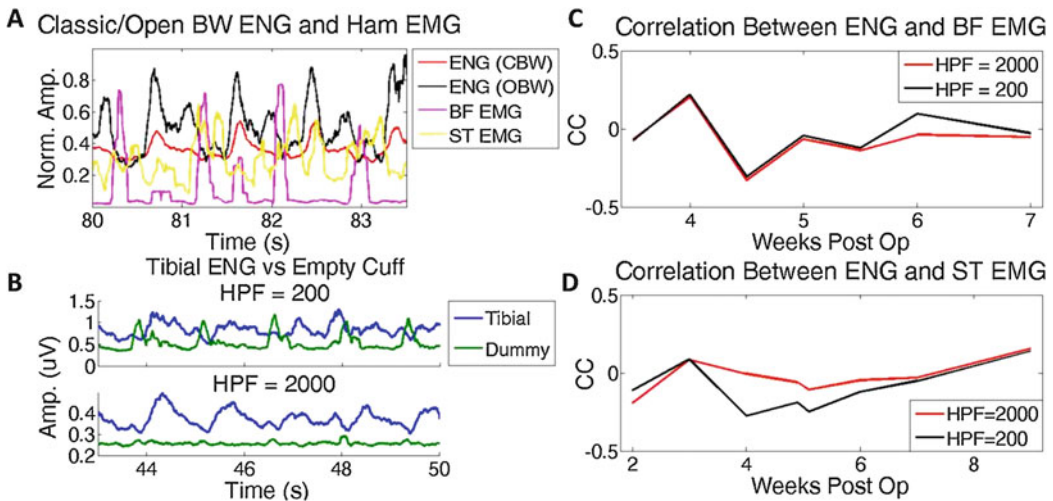 A Classic/Open BW ENG and Ham EMG
Norm. Amp.
0.8
0.6
0.4
0.2
80 81 82 83
Time (s)
ENG (CBW)
ENG (OBW)
BF EMG
ST EMG
B Tibial ENG vs Empty Cuff
HPF = 200
1.5
1
0.5
0
Tibial
Dummy
Amp. (uV)
HPF = 2000
0.4
0.3
0.2
44 46 48 50
Time (s)
C Correlation Between ENG and BF EMG
0.5
0
-0.5
CC
HPF = 2000
HPF = 200
4 5 6 7
Weeks Post Op
D Correlation Between ENG and ST EMG
0.5
0
-0.5
CC
HPF=2000
HPF=200
2 4 6 8
Weeks Post Op